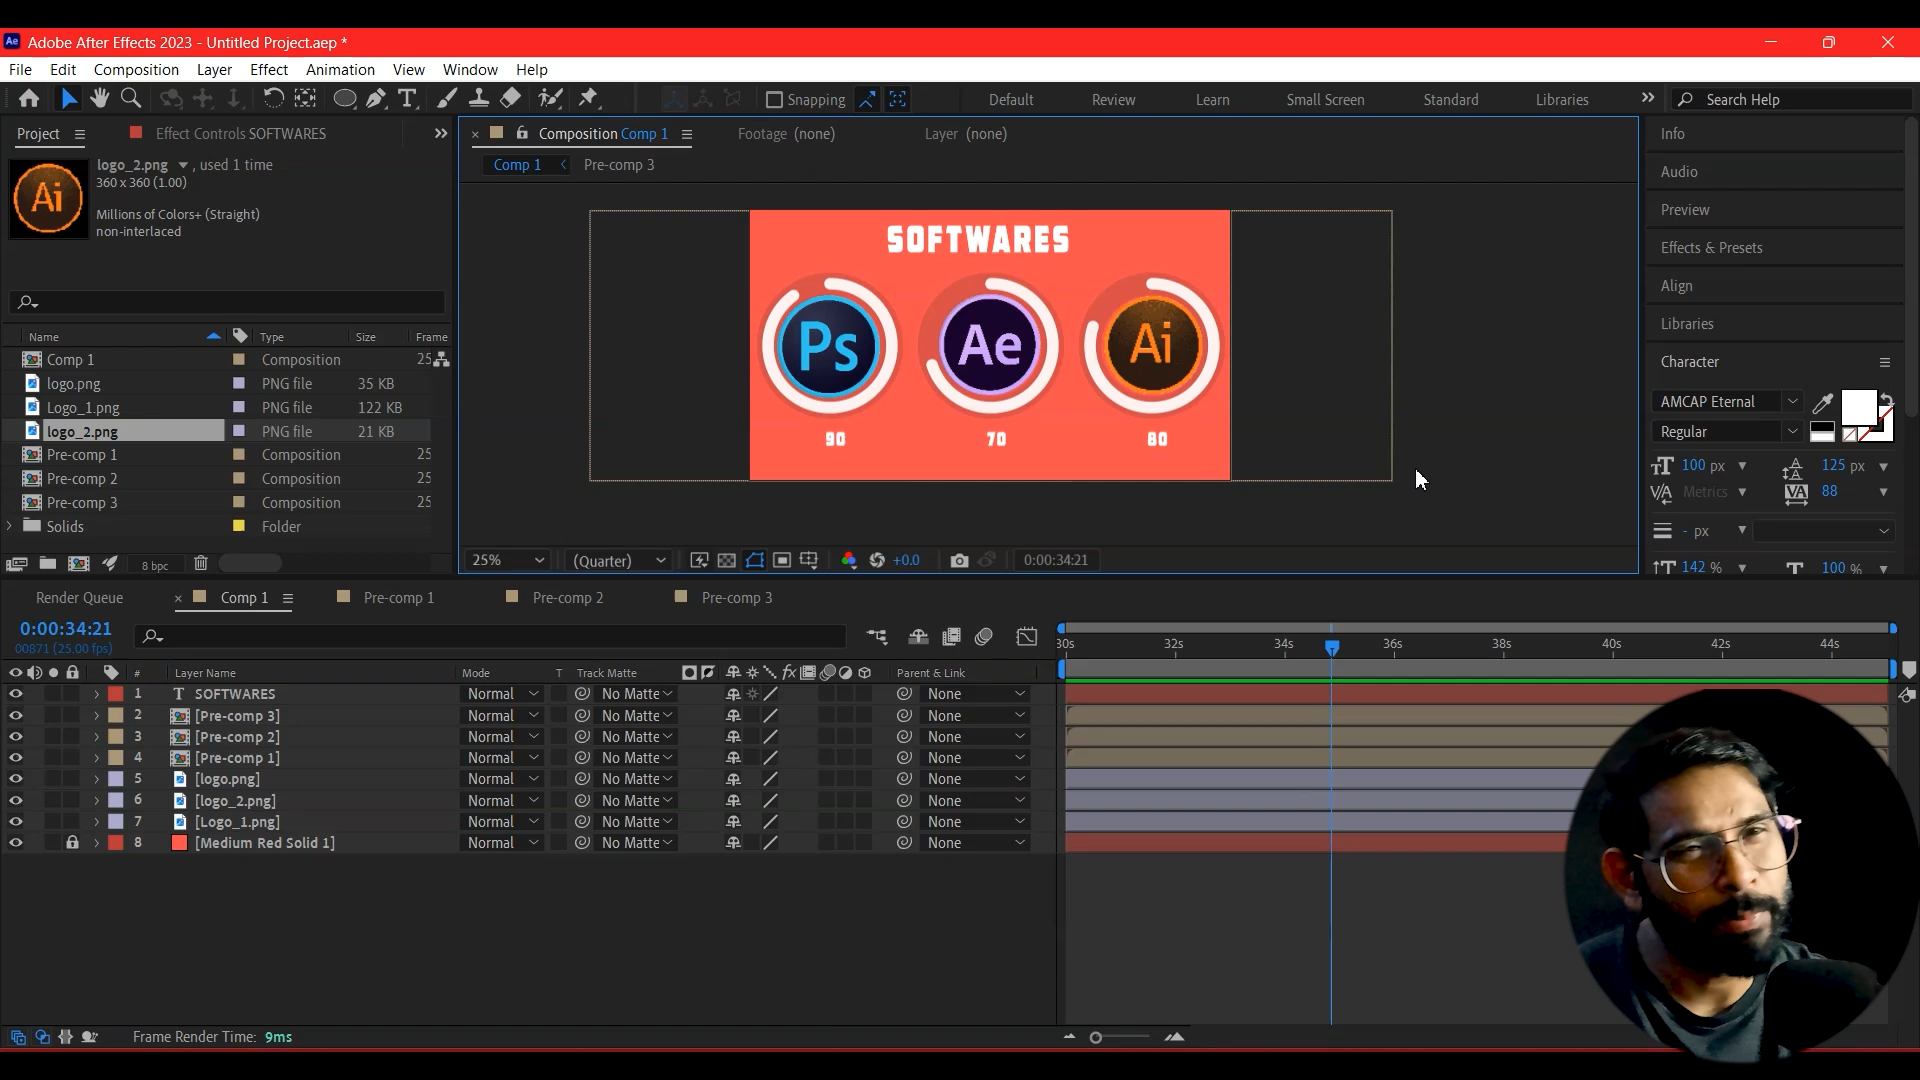 Ae Adobe After Effects 2023 - Untitled Project.aep *
File Edit Composition Layer Effect Animation View Window Help
Snapping Default Review Learn Small Screen Standard Libraries Search Help
Project Effect Controls SOFTWARES
logo_2.png , used 1 time
360 x 360 (1.00)
Millions of Colors+ (Straight)
non-interlaced
Ai
Name Type Size Frame
Comp 1 Composition 25
logo.png PNG file 35 KB
Logo_1.png PNG file 122 KB
logo_2.png PNG file 21 KB
Pre-comp 1 Composition 25
Pre-comp 2 Composition 25
Pre-comp 3 Composition 25
Solids Folder
8 bpc
Composition Comp 1 Footage (none) Layer (none)
Comp 1 Pre-comp 3
SOFTWARES
Ps Ae Ai
90 70 80
25% (Quarter) +0.0 0:00:34:21
Info
Audio
Preview
Effects & Presets
Align
Libraries
Character
AMCAP Eternal
Regular
100 px 125 px
Metrics 88
- px
142 % 100 %
Render Queue Comp 1 Pre-comp 1 Pre-comp 2 Pre-comp 3
0:00:34:21
00871 (25.00 fps)
30s 32s 34s 36s 38s 40s 42s 44s
# Layer Name Mode T Track Matte fx Parent & Link
1 T SOFTWARES Normal No Matte None
2 [Pre-comp 3] Normal No Matte None
3 [Pre-comp 2] Normal No Matte None
4 [Pre-comp 1] Normal No Matte None
5 [logo.png] Normal No Matte None
6 [logo_2.png] Normal No Matte None
7 [Logo_1.png] Normal No Matte None
8 [Medium Red Solid 1] Normal No Matte None
Frame Render Time: 9ms